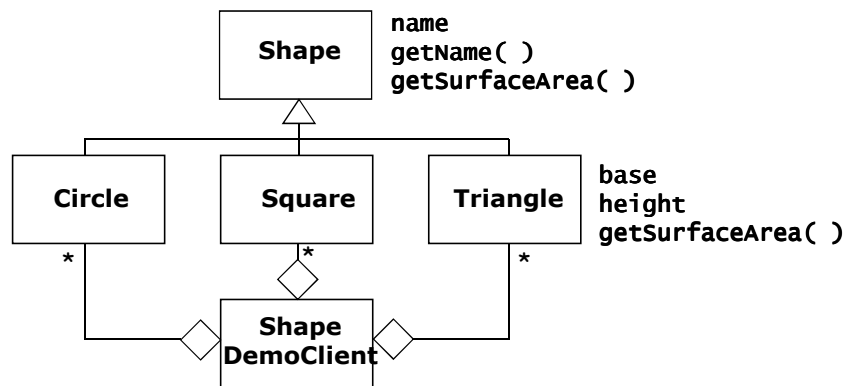 Shape
name
getName( )
getSurfaceArea( )
Circle
Square
Triangle
base
height
getSurfaceArea( )
*
*
*
Shape
DemoClient